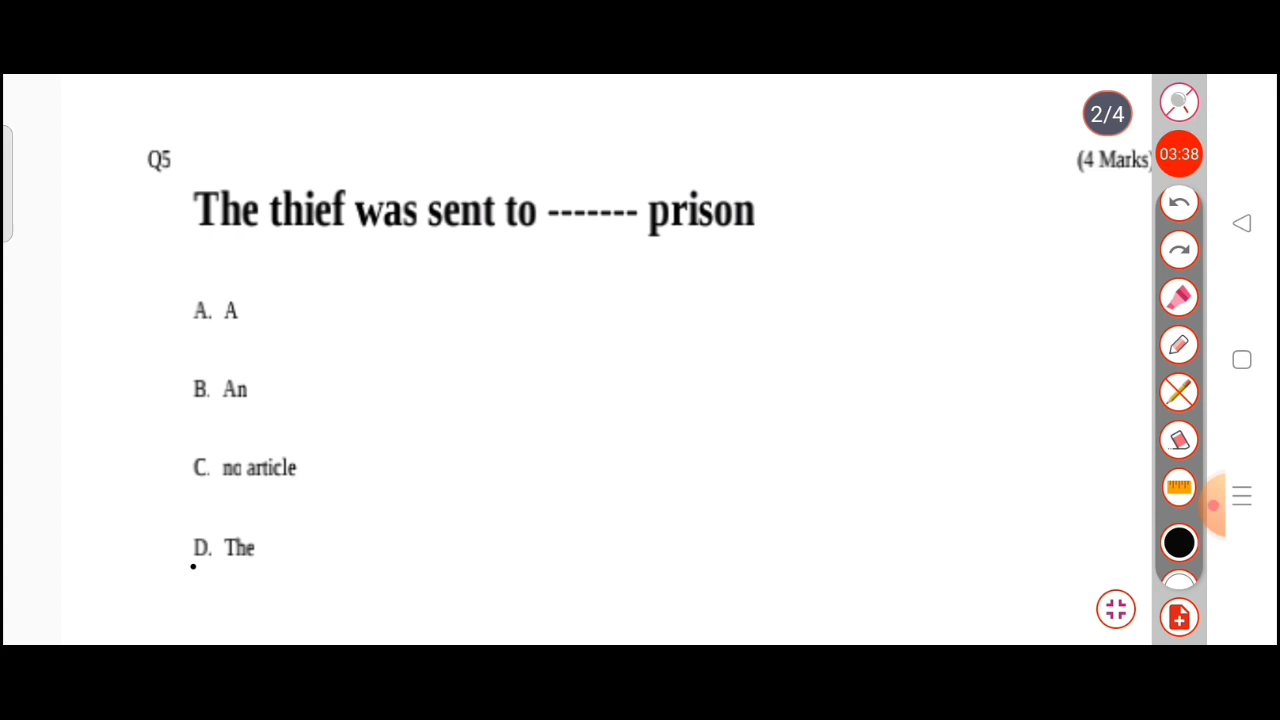 2/4
Q5
(4 Marks)
03:38
The thief was sent to ------- prison
A. A
B. An
C. no article
D. The